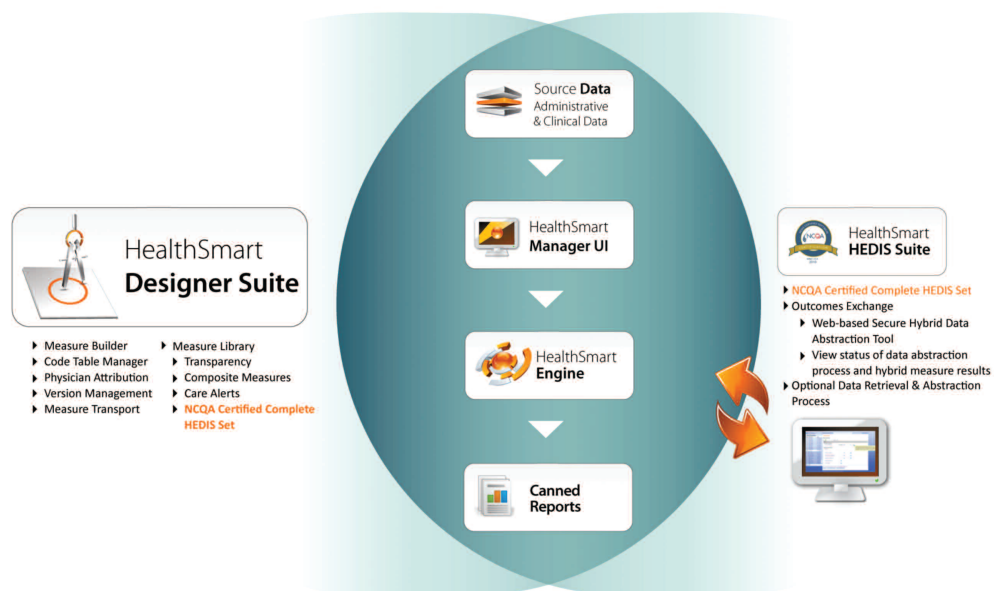 Source Data
Administrative
& Clinical Data
HealthSmart
Manager UI
HealthSmart
Engine
Canned
Reports
HealthSmart
Designer Suite
Measure Builder
Code Table Manager
Physician Attribution
Version Management
Measure Transport
Measure Library
Transparency
Composite Measures
Care Alerts
NCQA Certified Complete
HEDIS Set
NCQA
HealthSmart
HEDIS Suite
NCQA Certified Complete HEDIS Set
Outcomes Exchange
Web-based Secure Hybrid Data
Abstraction Tool
View status of data abstraction
process and hybrid measure results
Optional Data Retrieval & Abstraction
Process